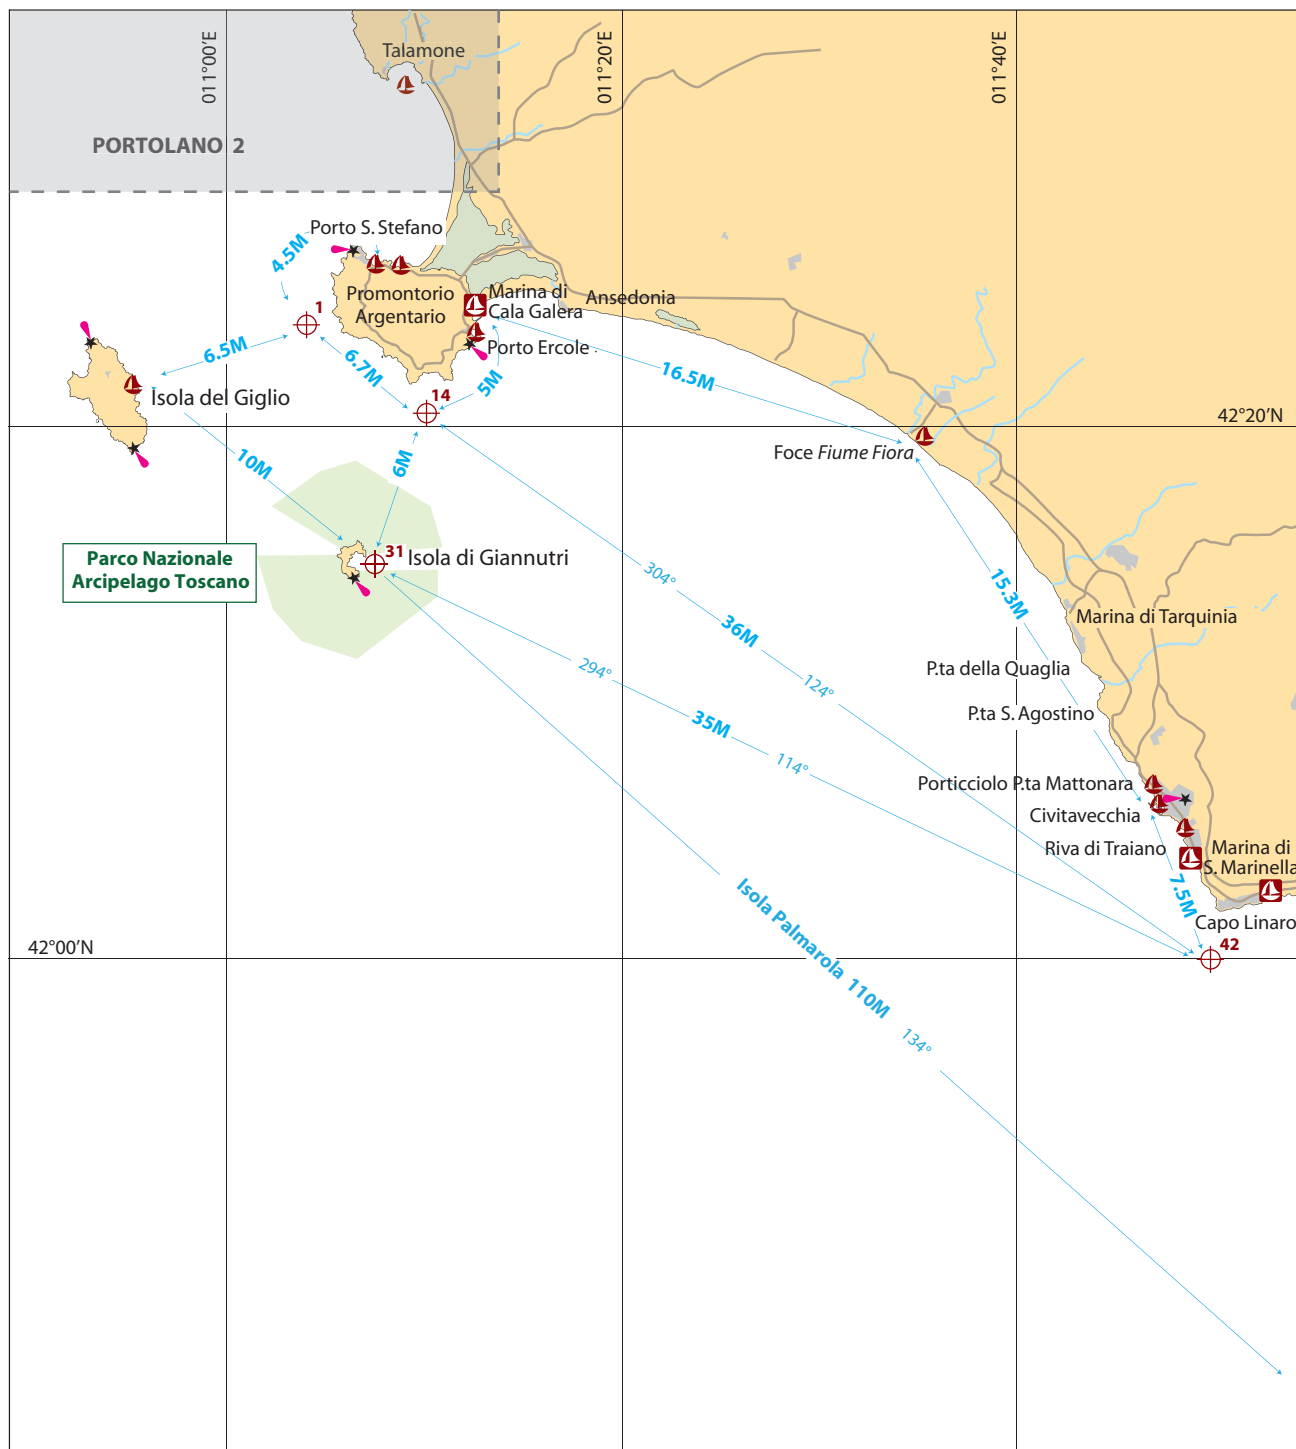 011°00'E
011°20'E
011°40'E
Talamone
PORTOLANO 2
Porto S. Stefano
4.5M
Promontorio
Argentario
Marina di
Cala Galera
Ansedonia
1
6.5M
6.7M
Porto Ercole
5M
16.5M
14
Isola del Giglio
42°20'N
Foce Fiume Fiora
10M
6M
31
Isola di Giannutri
Parco Nazionale
Arcipelago Toscano
304°
15.3M
36M
Marina di Tarquinia
294°
P.ta della Quaglia
124°
35M
P.ta S. Agostino
114°
Porticciolo P.ta Mattonara
Civitavecchia
Riva di Traiano
Marina di
S. Marinella
7.5M
Isola Palmarola 110M
Capo Linaro
42°00'N
42
134°